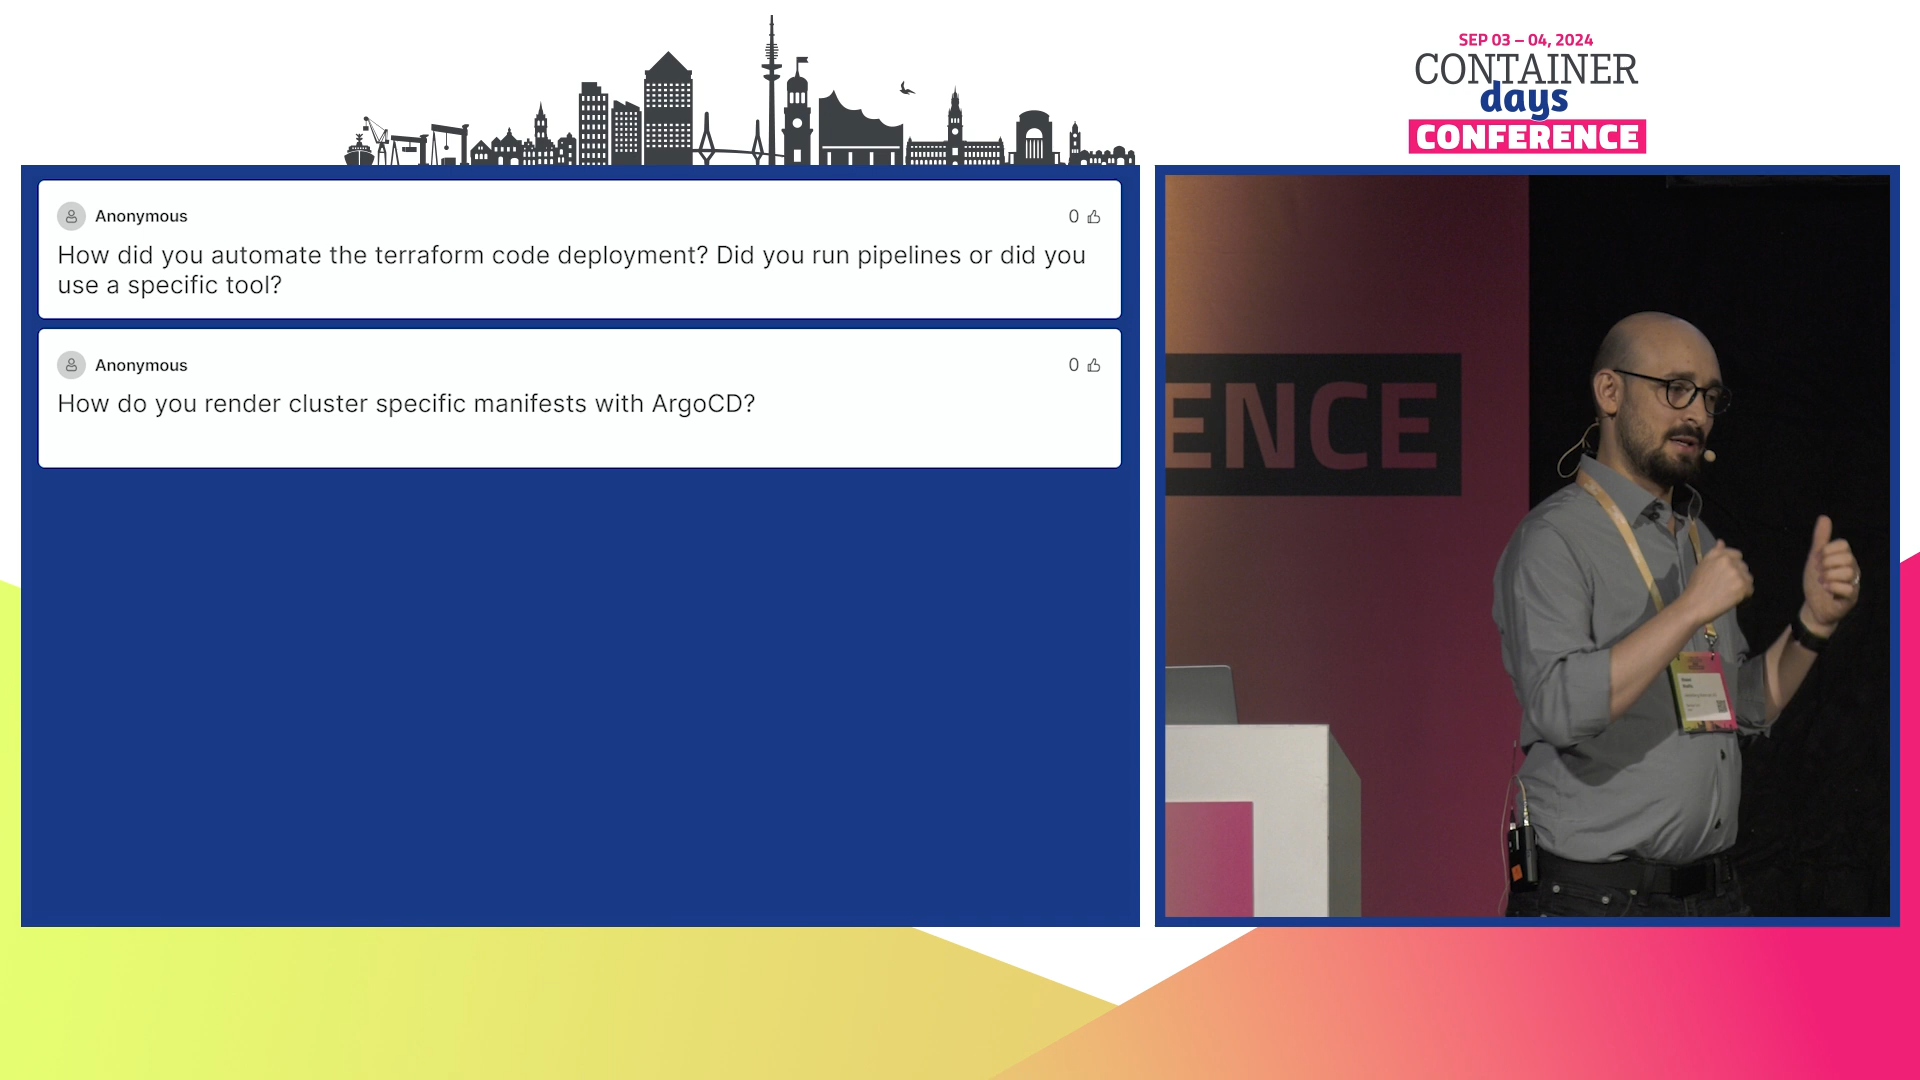 SEP 03 – 04, 2024
CONTAINER
days
CONFERENCE
Anonymous
0
How did you automate the terraform code deployment? Did you run pipelines or did you
use a specific tool?
Anonymous
0
How do you render cluster specific manifests with ArgoCD?
ENCE